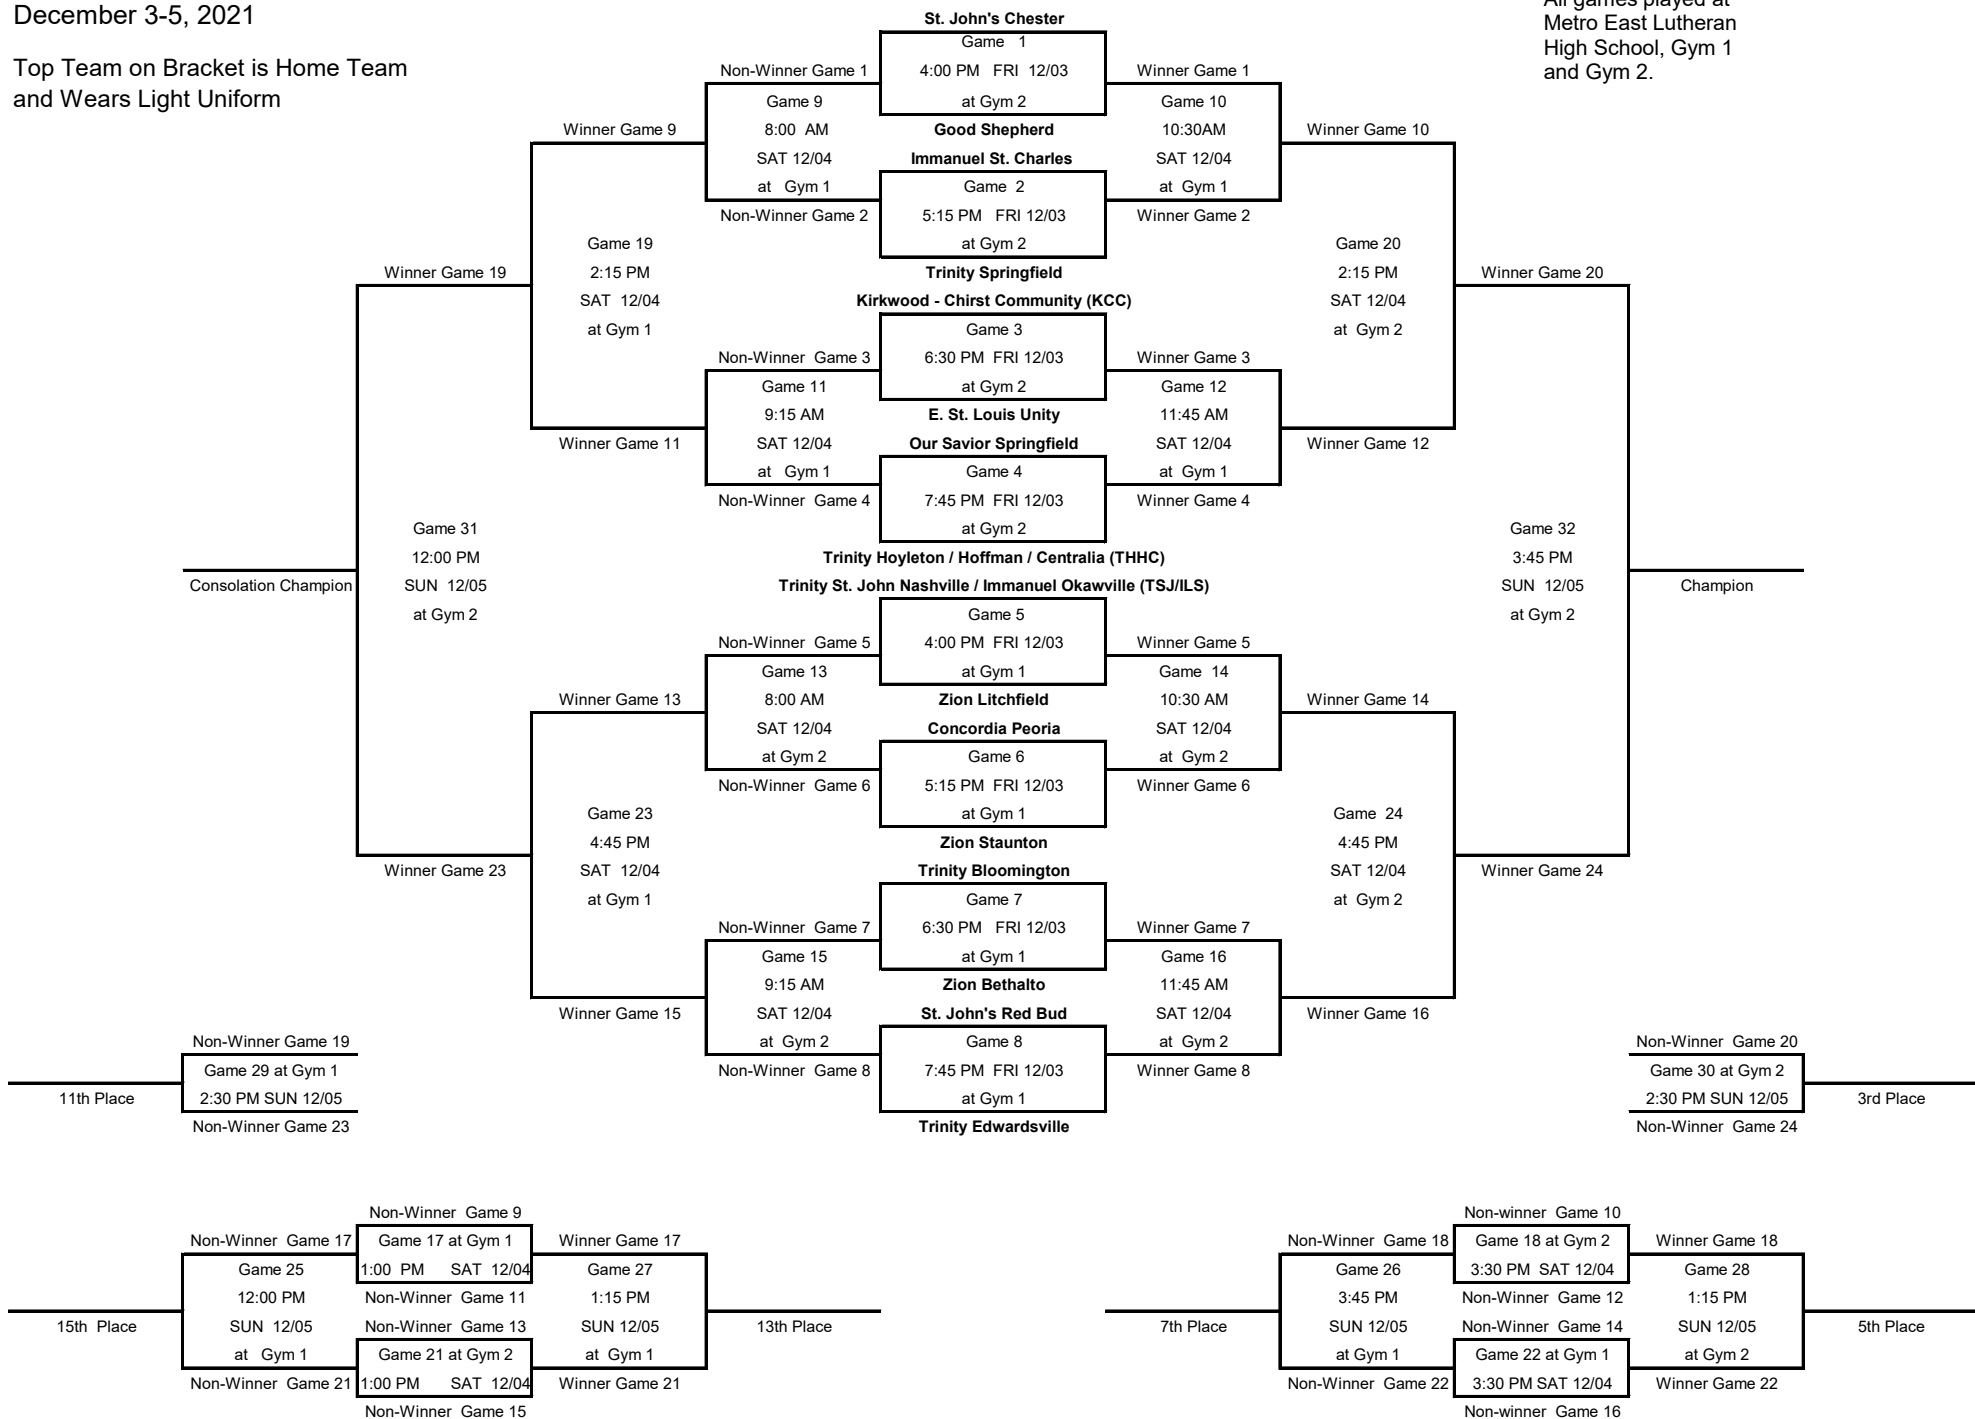 December 3-5, 2021
Top Team on Bracket is Home Team
and Wears Light Uniform
All games played at
Metro East Lutheran
High School, Gym 1
and Gym 2.
St. John's Chester
Game 1
4:00 PM FRI 12/03
at Gym 2
Good Shepherd
Immanuel St. Charles
Game 2
5:15 PM FRI 12/03
at Gym 2
Trinity Springfield
Kirkwood - Chirst Community (KCC)
Game 3
6:30 PM FRI 12/03
at Gym 2
E. St. Louis Unity
Our Savior Springfield
Game 4
7:45 PM FRI 12/03
at Gym 2
Trinity Hoyleton / Hoffman / Centralia (THHC)
Trinity St. John Nashville / Immanuel Okawville (TSJ/ILS)
Game 5
4:00 PM FRI 12/03
at Gym 1
Zion Litchfield
Concordia Peoria
Game 6
5:15 PM FRI 12/03
at Gym 1
Zion Staunton
Trinity Bloomington
Game 7
6:30 PM FRI 12/03
at Gym 1
Zion Bethalto
St. John's Red Bud
Game 8
7:45 PM FRI 12/03
at Gym 1
Trinity Edwardsville
Non-Winner Game 1
Game 9
8:00 AM
SAT 12/04
at Gym 1
Non-Winner Game 2
Non-Winner Game 3
Game 11
9:15 AM
SAT 12/04
at Gym 1
Non-Winner Game 4
Non-Winner Game 5
Game 13
8:00 AM
SAT 12/04
at Gym 2
Non-Winner Game 6
Non-Winner Game 7
Game 15
9:15 AM
SAT 12/04
at Gym 2
Non-Winner Game 8
Winner Game 9
Game 19
2:15 PM
SAT 12/04
at Gym 1
Winner Game 11
Winner Game 13
Game 23
4:45 PM
SAT 12/04
at Gym 1
Winner Game 15
Winner Game 19
Game 31
12:00 PM
SUN 12/05
at Gym 2
Winner Game 23
Consolation Champion
Winner Game 1
Game 10
10:30AM
SAT 12/04
at Gym 1
Winner Game 2
Winner Game 3
Game 12
11:45 AM
SAT 12/04
at Gym 1
Winner Game 4
Winner Game 5
Game 14
10:30 AM
SAT 12/04
at Gym 2
Winner Game 6
Winner Game 7
Game 16
11:45 AM
SAT 12/04
at Gym 2
Winner Game 8
Winner Game 10
Game 20
2:15 PM
SAT 12/04
at Gym 2
Winner Game 12
Winner Game 14
Game 24
4:45 PM
SAT 12/04
at Gym 2
Winner Game 16
Winner Game 20
Game 32
3:45 PM
SUN 12/05
at Gym 2
Winner Game 24
Champion
Non-Winner Game 19
Game 29 at Gym 1
2:30 PM SUN 12/05
Non-Winner Game 23
11th Place
Non-Winner Game 20
Game 30 at Gym 2
2:30 PM SUN 12/05
Non-Winner Game 24
3rd Place
Non-Winner Game 9
Game 17 at Gym 1
1:00 PM SAT 12/04
Non-Winner Game 11
Non-Winner Game 13
Game 21 at Gym 2
1:00 PM SAT 12/04
Non-Winner Game 15
Non-Winner Game 17
Game 25
12:00 PM
SUN 12/05
at Gym 1
Non-Winner Game 21
15th Place
Winner Game 17
Game 27
1:15 PM
SUN 12/05
at Gym 1
Winner Game 21
13th Place
Non-winner Game 10
Game 18 at Gym 2
3:30 PM SAT 12/04
Non-Winner Game 12
Non-Winner Game 14
Game 22 at Gym 1
3:30 PM SAT 12/04
Non-winner Game 16
Non-Winner Game 18
Game 26
3:45 PM
SUN 12/05
at Gym 1
Non-Winner Game 22
7th Place
Winner Game 18
Game 28
1:15 PM
SUN 12/05
at Gym 2
Winner Game 22
5th Place